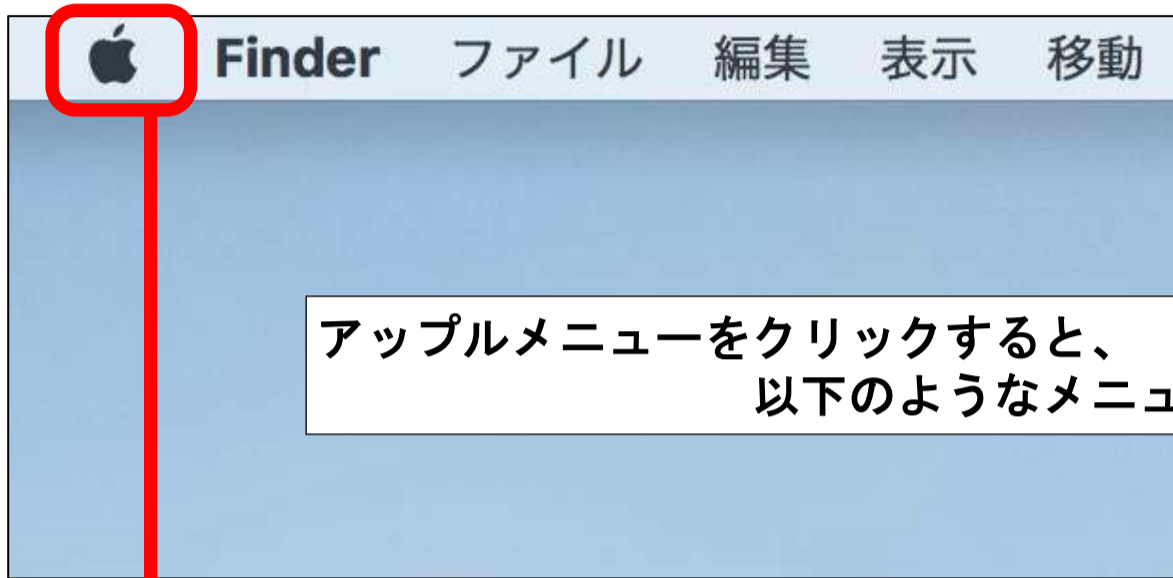 Finder ファイル 編集 表示 移動
アップルメニューをクリックすると、
以下のようなメニュ